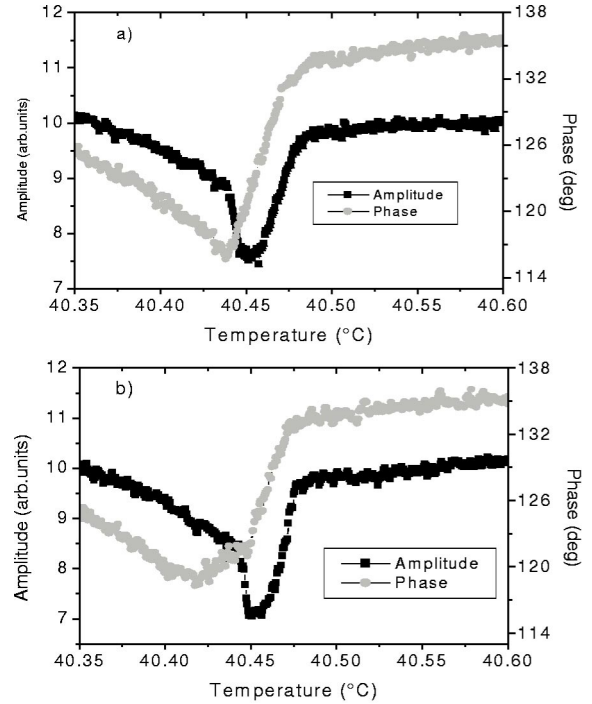 a)
12
11
10
9
8
7
Amplitude (arb.units)
138
132
126
120
114
Phase (deg)
Amplitude
Phase
40.35 40.40 40.45 40.50 40.55 40.60
Temperature (°C)
b)
12
11
10
9
8
7
Amplitude (arb.units)
138
132
126
120
114
Phase (deg)
Amplitude
Phase
40.35 40.40 40.45 40.50 40.55 40.60
Temperature (°C)